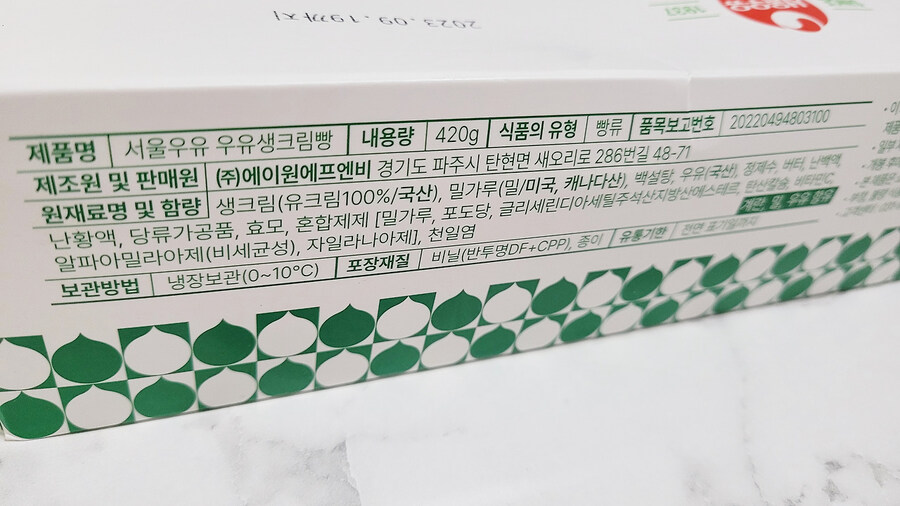 2023.09.19까지
1937
제품명 서울우유 우유생크림빵 내용량 420g 식품의 유형 빵류 품목보고번호 20220494803100
제조원 및 판매원 (주)에이원에프엔비 경기도 파주시 탄현면 새오리로 286번길 48-71
원재료명 및 함량 생크림(유크림100%/국산), 밀가루(밀/미국, 캐나다산), 백설탕, 우유(국산), 정제수, 버터, 난백액,
난황액, 당류가공품, 효모, 혼합제제 [밀가루, 포도당, 글리세린디아세틸주석산지방산에스테르, 탄산칼슘, 비타민C,
알파아밀라아제(비세균성), 자일라나아제], 천일염 계란, 밀, 우유 함유
보관방법 냉장보관(0~10°C) 포장재질 비닐(반투명DF+CPP), 종이 유통기한 전면 표기일까지